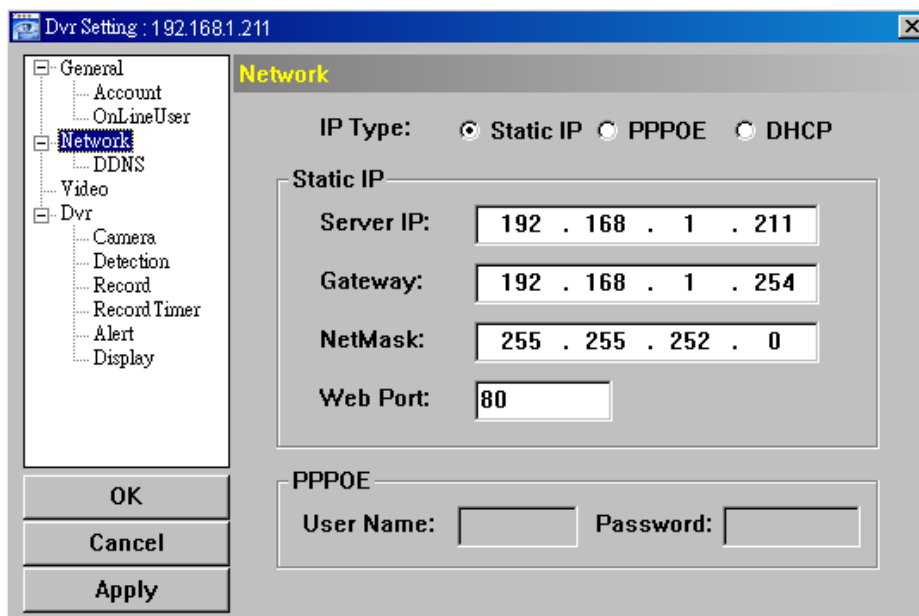 Dvr Setting : 192.168.1.211
General
Account
OnLineUser
Network
DDNS
Video
Dvr
Camera
Detection
Record
Record Timer
Alert
Display
OK
Cancel
Apply
Network
IP Type: Static IP PPPOE DHCP
Static IP
Server IP: 192 . 168 . 1 . 211
Gateway: 192 . 168 . 1 . 254
NetMask: 255 . 255 . 252 . 0
Web Port: 80
PPPOE
User Name: Password: